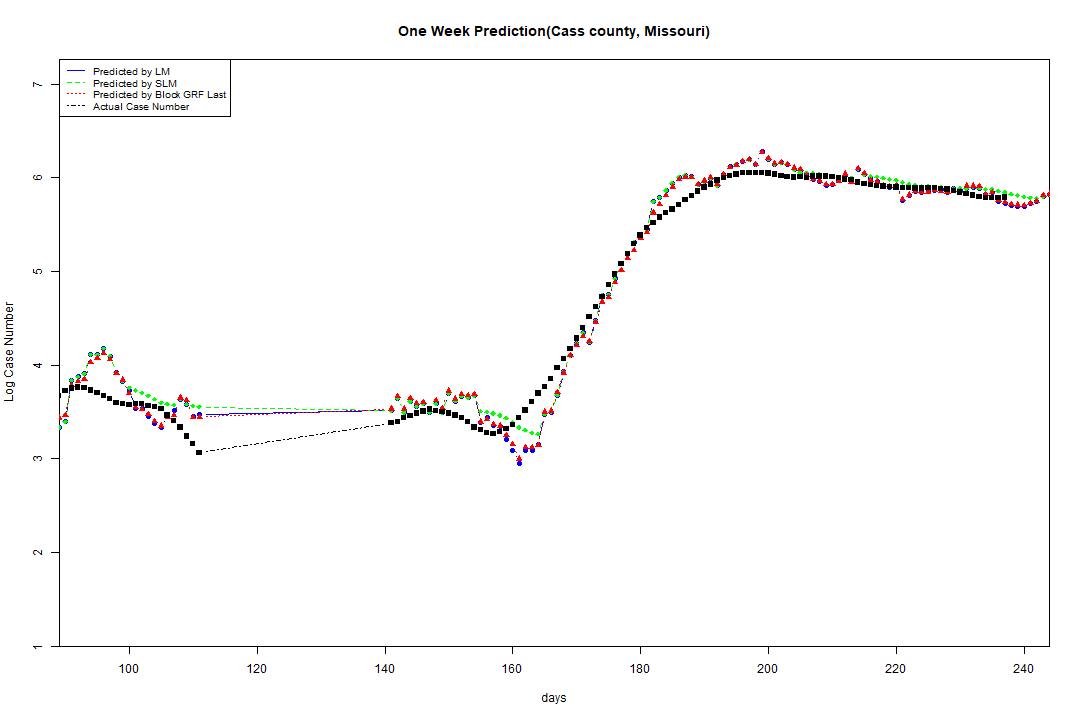 One Week Prediction(Cass county, Missouri)
Predicted by LM
Predicted by SLM
Predicted by Block GRF Last
Actual Case Number
7
6
5
4
3
2
1
Log Case Number
100 120 140 160 180 200 220 240
days